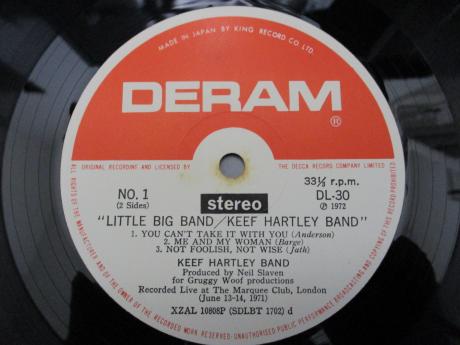 MADE IN JAPAN BY KING RECORD CO. LTD.
DERAM
®
ORIGINAL RECORDINT AND LICENSED BY THE DECCA RECORD COMPANY LIMITED
NO. 1
(2 Sides)
stereo
33⅓ r.p.m.
DL-30
Ⓟ 1972
"LITTLE BIG BAND/KEEF HARTLEY BAND"
1. YOU CAN'T TAKE IT WITH YOU (Anderson)
2. ME AND MY WOMAN (Barge)
3. NOT FOOLISH, NOT WISE (Jath)
KEEF HARTLEY BAND
Produced by Neil Slaven
for Gruggy Woof productions
Recorded Live at The Marquee Club, London
(June 13-14, 1971)
XZAL 10808P (SDLBT 1702) d
ALL RIGHTS OF THE MANUFACTURER AND OF THE OWNER OF THE RECORDED WORK RESERVED-UNAUTHORISED PUBLIC PERFORMANCE BROADCASTING AND COPYING OF THIS RECORD PROHIBITED